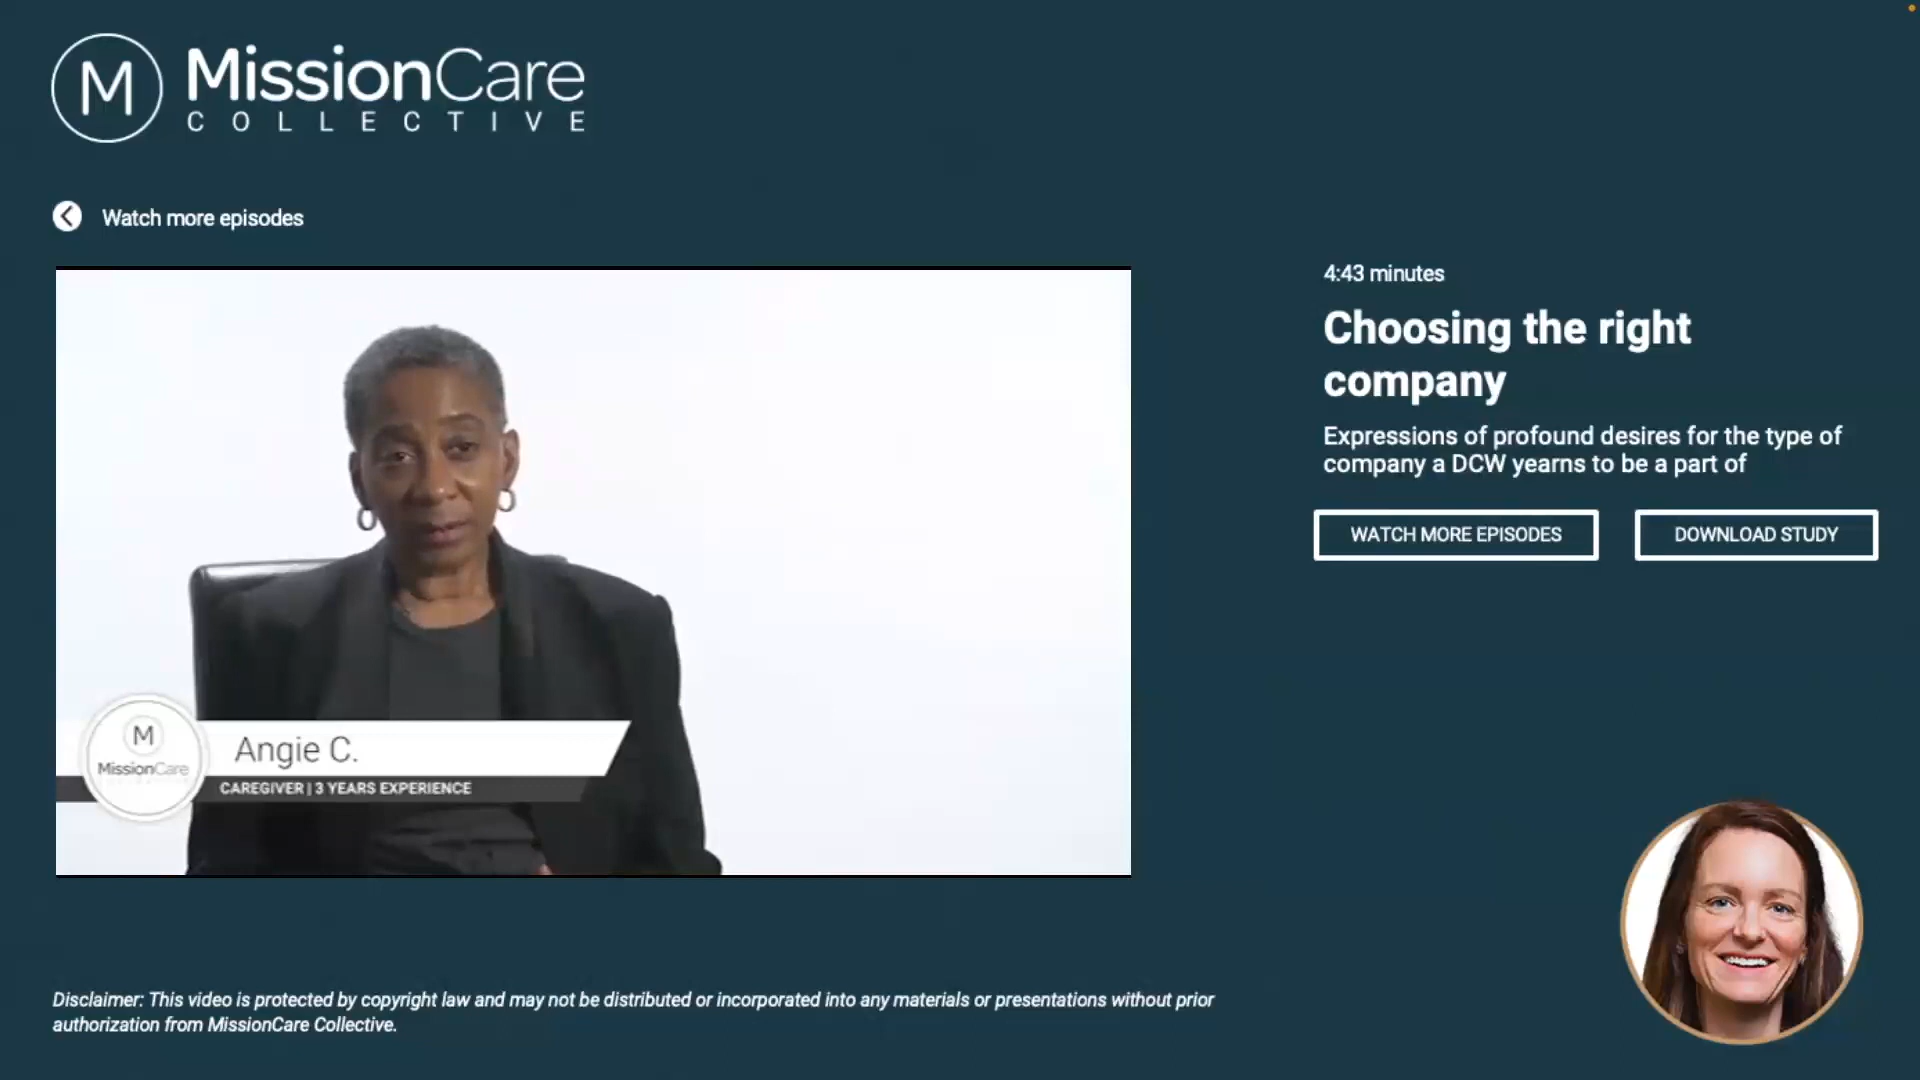 M
MissionCare
COLLECTIVE
Watch more episodes
4:43 minutes
Choosing the right
company
Expressions of profound desires for the type of
company a DCW yearns to be a part of
WATCH MORE EPISODES
DOWNLOAD STUDY
M
MissionCare
Angie C.
CAREGIVER | 3 YEARS EXPERIENCE
Disclaimer: This video is protected by copyright law and may not be distributed or incorporated into any materials or presentations without prior
authorization from MissionCare Collective.